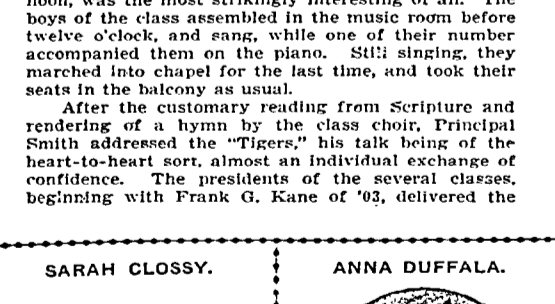 noon, was the most strikingly interesting of all. The
boys of the class assembled in the music room before
twelve o'clock, and sang, while one of their number
accompanied them on the piano. Still singing, they
marched into chapel for the last time, and took their
seats in the balcony as usual.
After the customary reading from Scripture and
rendering of a hymn by the class choir, Principal
Smith addressed the "Tigers," his talk being of the
heart-to-heart sort, almost an individual exchange of
confidence. The presidents of the several classes,
beginning with Frank G. Kane of '03, delivered the
SARAH CLOSSY.
ANNA DUFFALA.